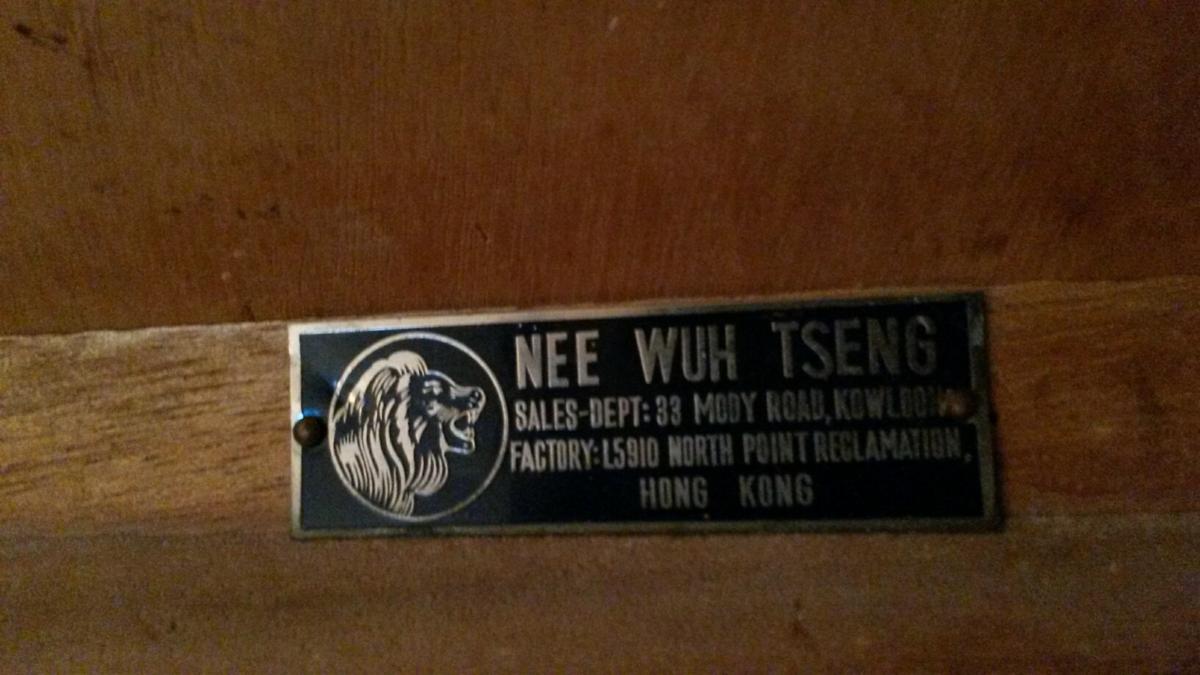 NEE WUH TSENG
SALES-DEPT: 33 MODY ROAD, KOWLOON
FACTORY: L5910 NORTH POINT RECLAMATION,
HONG KONG